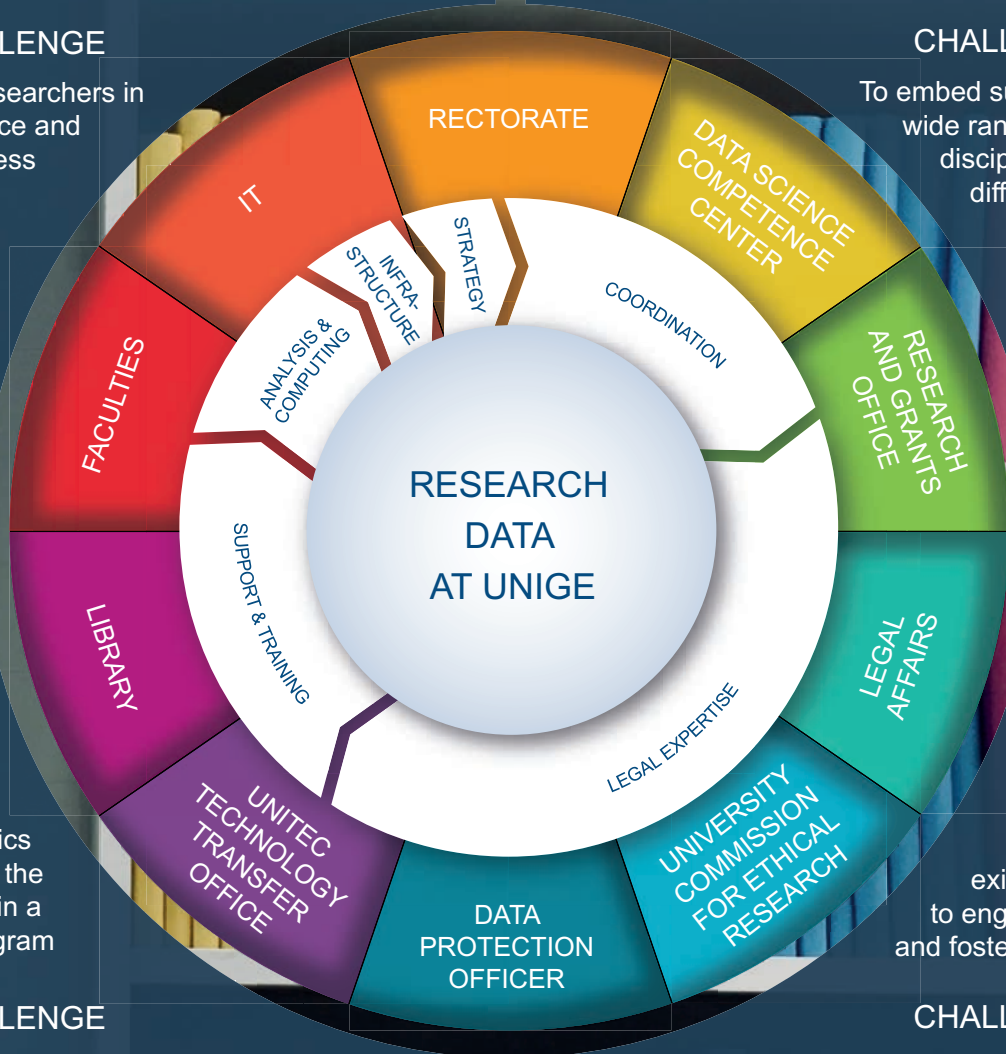 CHALL
To embed su
wide ran
discip
diff
LENGE
searchers in
ce and
ess
RECTORATE
DATA SCIENCE
COMPETENCE
CENTER
RESEARCH
AND GRANTS
OFFICE
LEGAL
AFFAIRS
UNIVERSITY
COMMISSION
FOR ETHICAL
RESEARCH
DATA
PROTECTION
OFFICER
UNITEC
TECHNOLOGY
TRANSFER
OFFICE
LIBRARY
FACULTIES
IT
STRATEGY
COORDINATION
LEGAL EXPERTISE
SUPPORT & TRAINING
ANALYSIS &
COMPUTING
INFRA-
STRUCTURE
RESEARCH
DATA
AT UNIGE
ics
the
in a
gram
LENGE
exi
to eng
and foste
CHALL